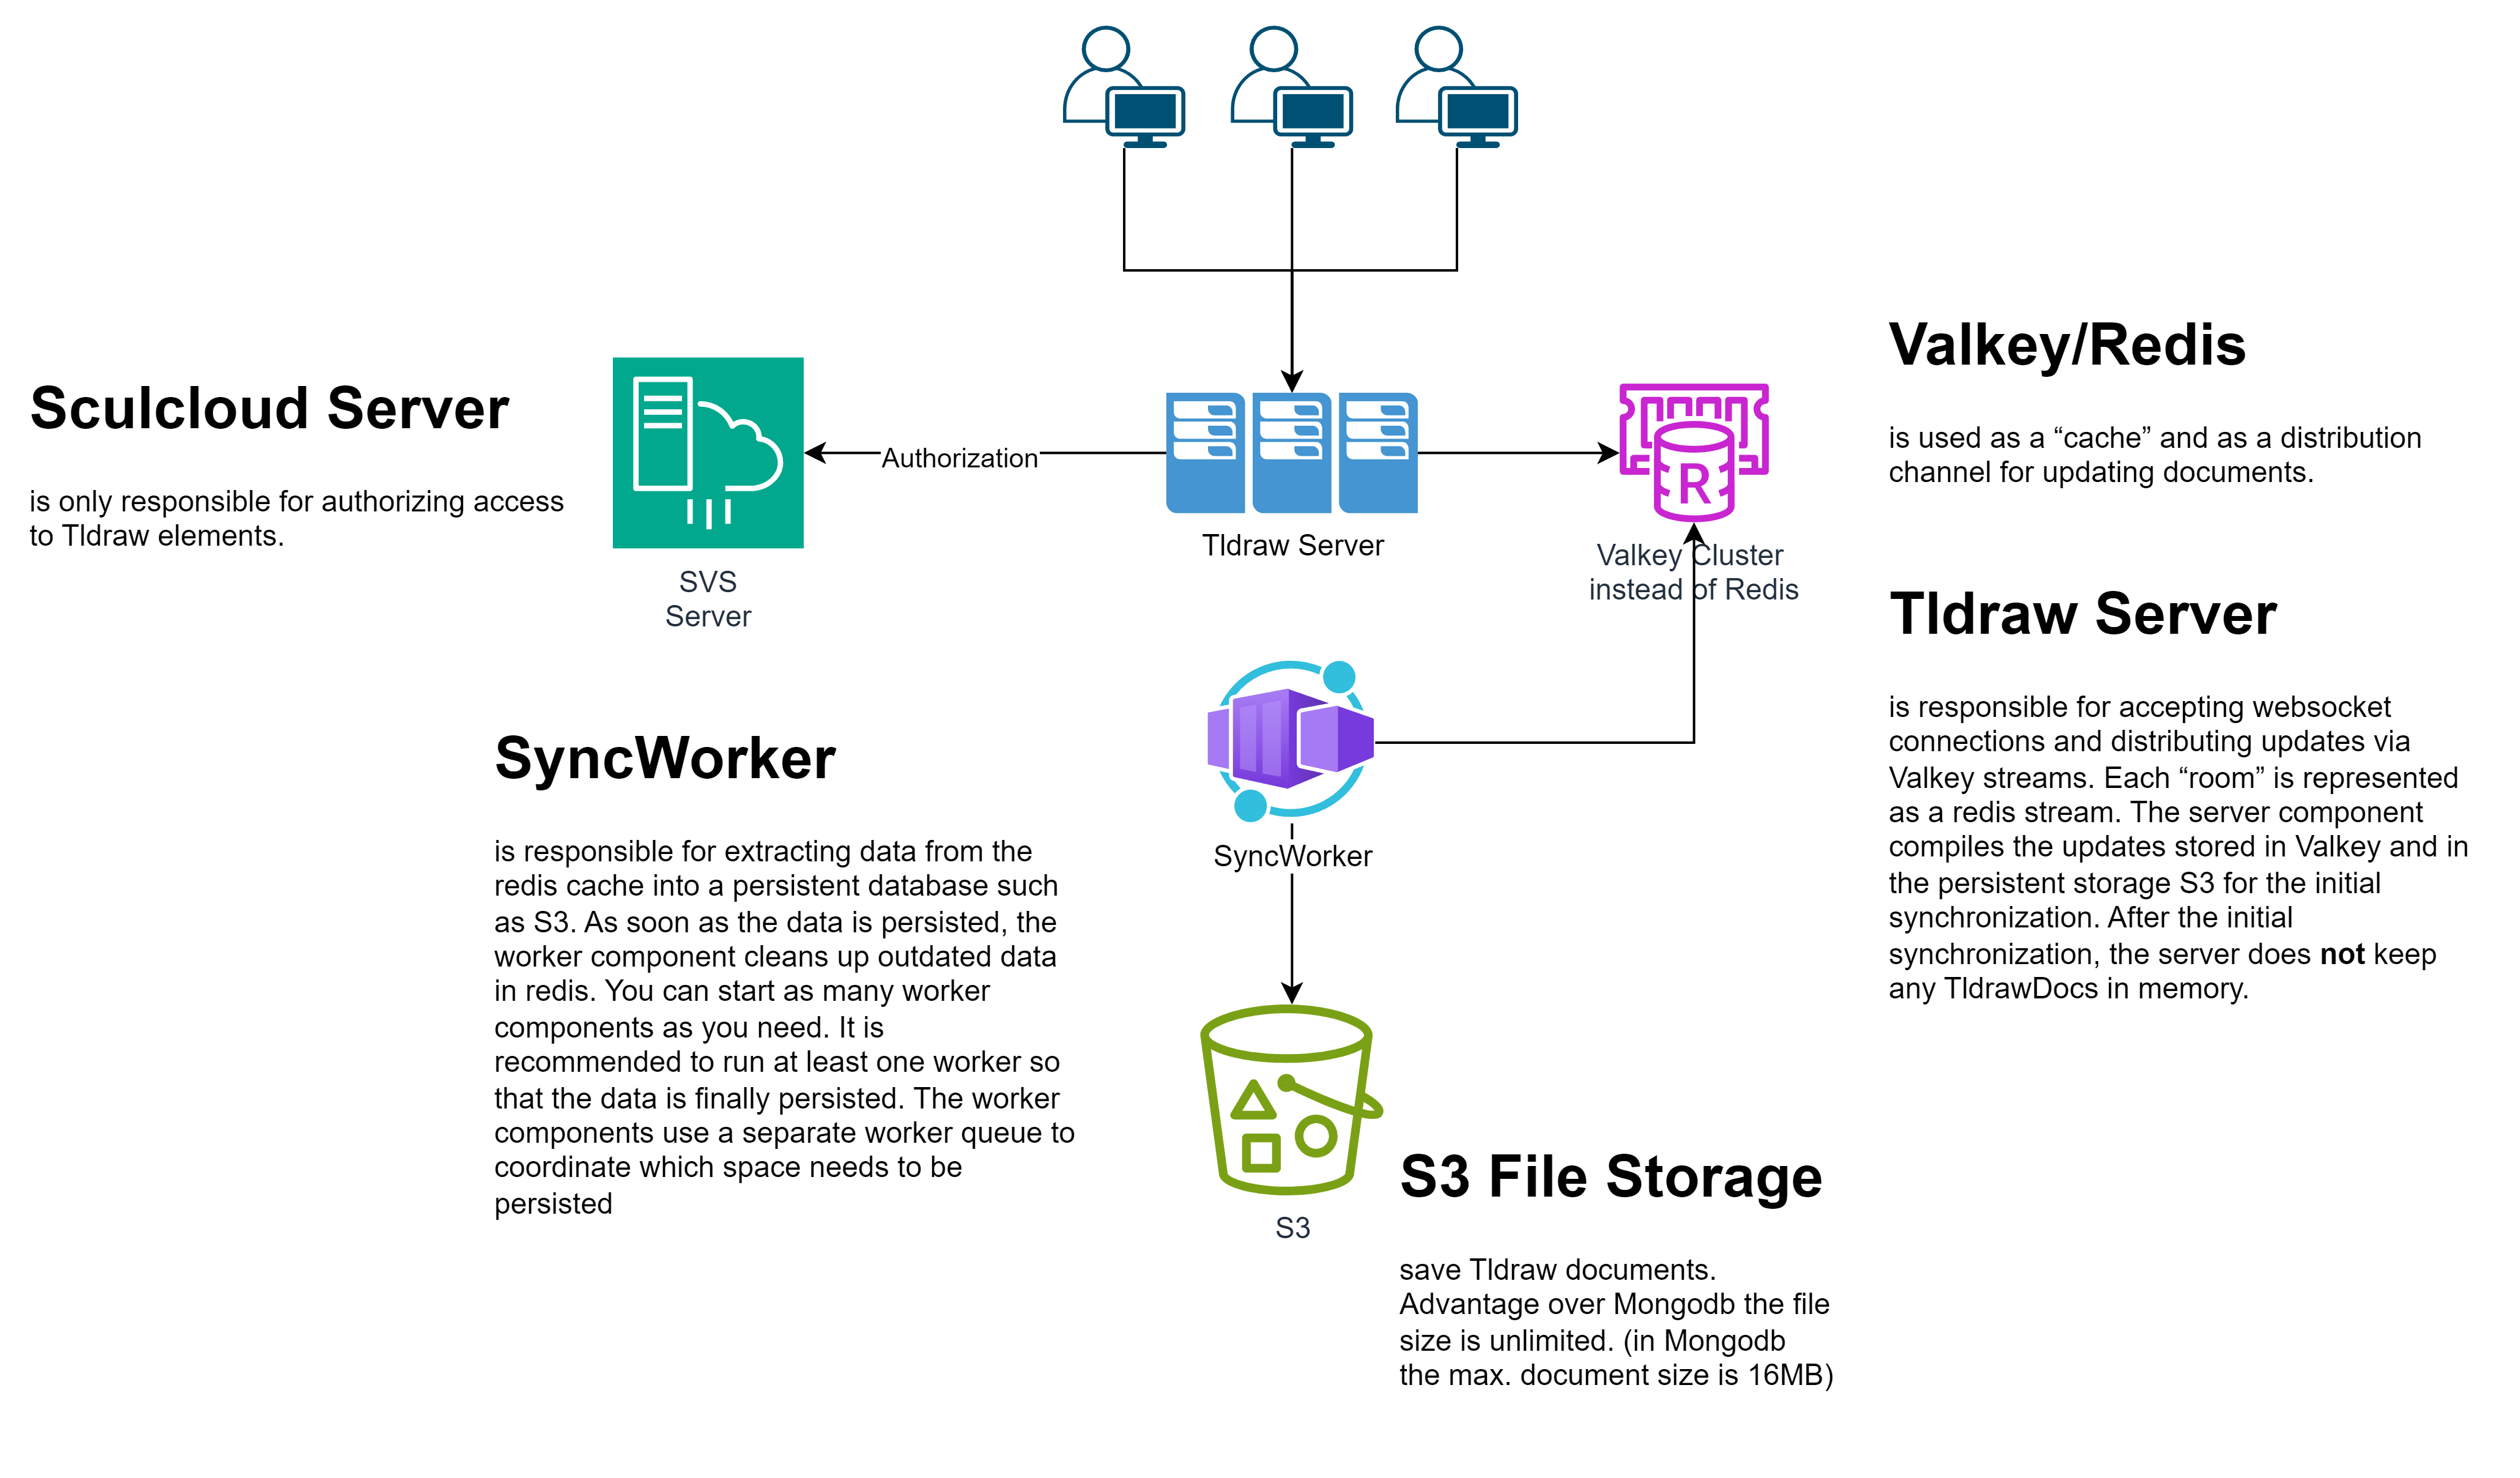 Sculcloud Server
is only responsible for authorizing access
to Tldraw elements.
SVS
Server
Authorization
Tldraw Server
Valkey Cluster
instead of Redis
Valkey/Redis
is used as a “cache” and as a distribution
channel for updating documents.
Tldraw Server
is responsible for accepting websocket
connections and distributing updates via
Valkey streams. Each “room” is represented
as a redis stream. The server component
compiles the updates stored in Valkey and in
the persistent storage S3 for the initial
synchronization. After the initial
synchronization, the server does not keep
any TldrawDocs in memory.
SyncWorker
is responsible for extracting data from the
redis cache into a persistent database such
as S3. As soon as the data is persisted, the
worker component cleans up outdated data
in redis. You can start as many worker
components as you need. It is
recommended to run at least one worker so
that the data is finally persisted. The worker
components use a separate worker queue to
coordinate which space needs to be
persisted
SyncWorker
R
S3
S3 File Storage
save Tldraw documents.
Advantage over Mongodb the file
size is unlimited. (in Mongodb
the max. document size is 16MB)